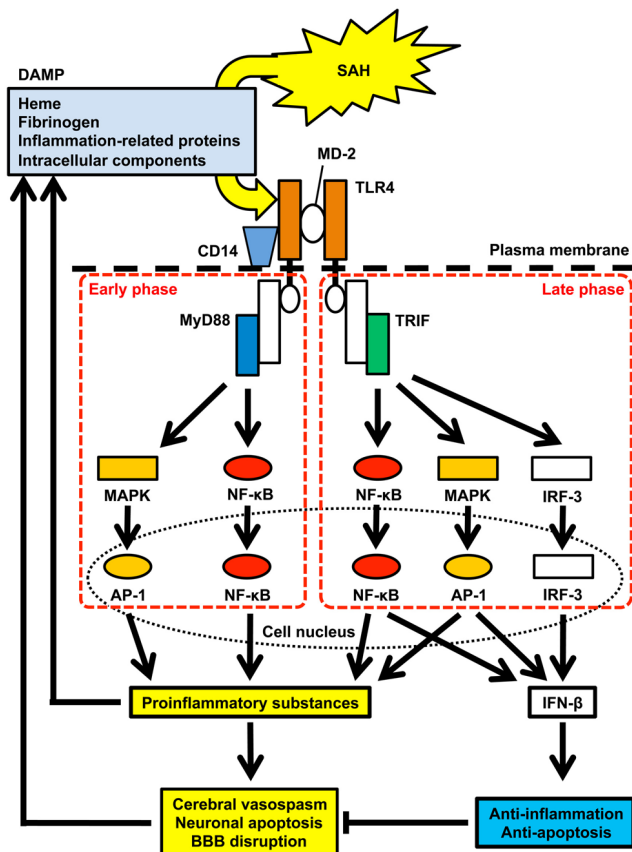 SAH
DAMP
Heme
Fibrinogen
Inflammation-related proteins
Intracellular components
MD-2
TLR4
CD14
Plasma membrane
Early phase
Late phase
MyD88
TRIF
MAPK
NF-κB
NF-κB
MAPK
IRF-3
AP-1
NF-κB
NF-κB
AP-1
IRF-3
Cell nucleus
Proinflammatory substances
IFN-β
Cerebral vasospasm
Neuronal apoptosis
BBB disruption
Anti-inflammation
Anti-apoptosis